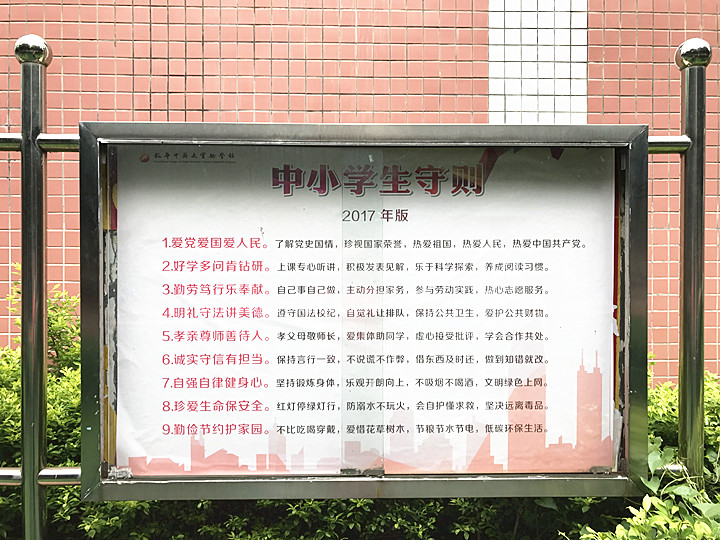 中小学生守则
2017 年版
1.爱党爱国爱人民。了解党史国情，珍视国家荣誉，热爱祖国，热爱人民，热爱中国共产党。
2.好学多问肯钻研。上课专心听讲，积极发表见解，乐于科学探索，养成阅读习惯。
3.勤劳笃行乐奉献。自己事自己做，主动分担家务，参与劳动实践，热心志愿服务。
4.明礼守法讲美德。遵守国法校纪，自觉礼让排队，保持公共卫生，爱护公共财物。
5.孝亲尊师善待人。孝父母敬师长，爱集体助同学，虚心接受批评，学会合作共处。
6.诚实守信有担当。保持言行一致，不说谎不作弊，借东西及时还，做到知错就改。
7.自强自律健身心。坚持锻炼身体，乐观开朗向上，不吸烟不喝酒，文明绿色上网。
8.珍爱生命保安全。红灯停绿灯行，防溺水不玩火，会自护懂求救，坚决远离毒品。
9.勤俭节约护家园。不比吃喝穿戴，爱惜花草树木，节粮节水节电，低碳环保生活。